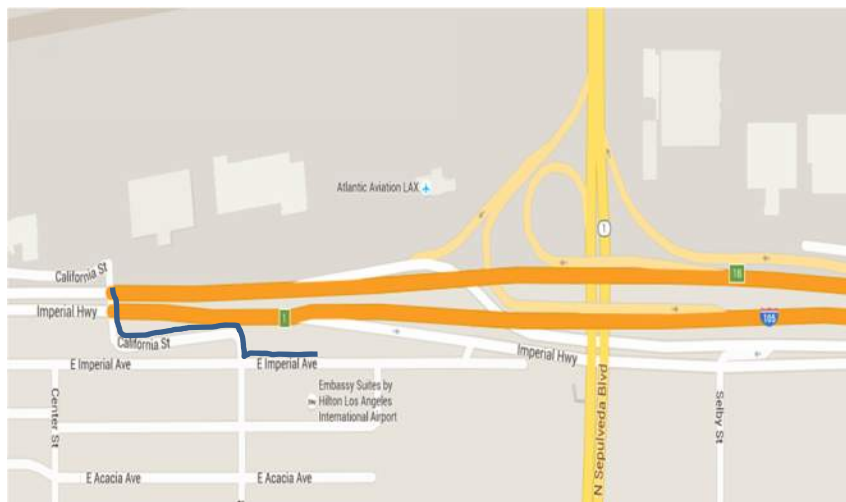 Atlantic Aviation LAX
1
California St
18
Imperial Hwy
1
105
California St
Imperial Hwy
E Imperial Ave
E Imperial Ave
Embassy Suites by
Hilton Los Angeles
International Airport
Center St
N Sepulveda Blvd
Selby St
E Acacia Ave
E Acacia Ave